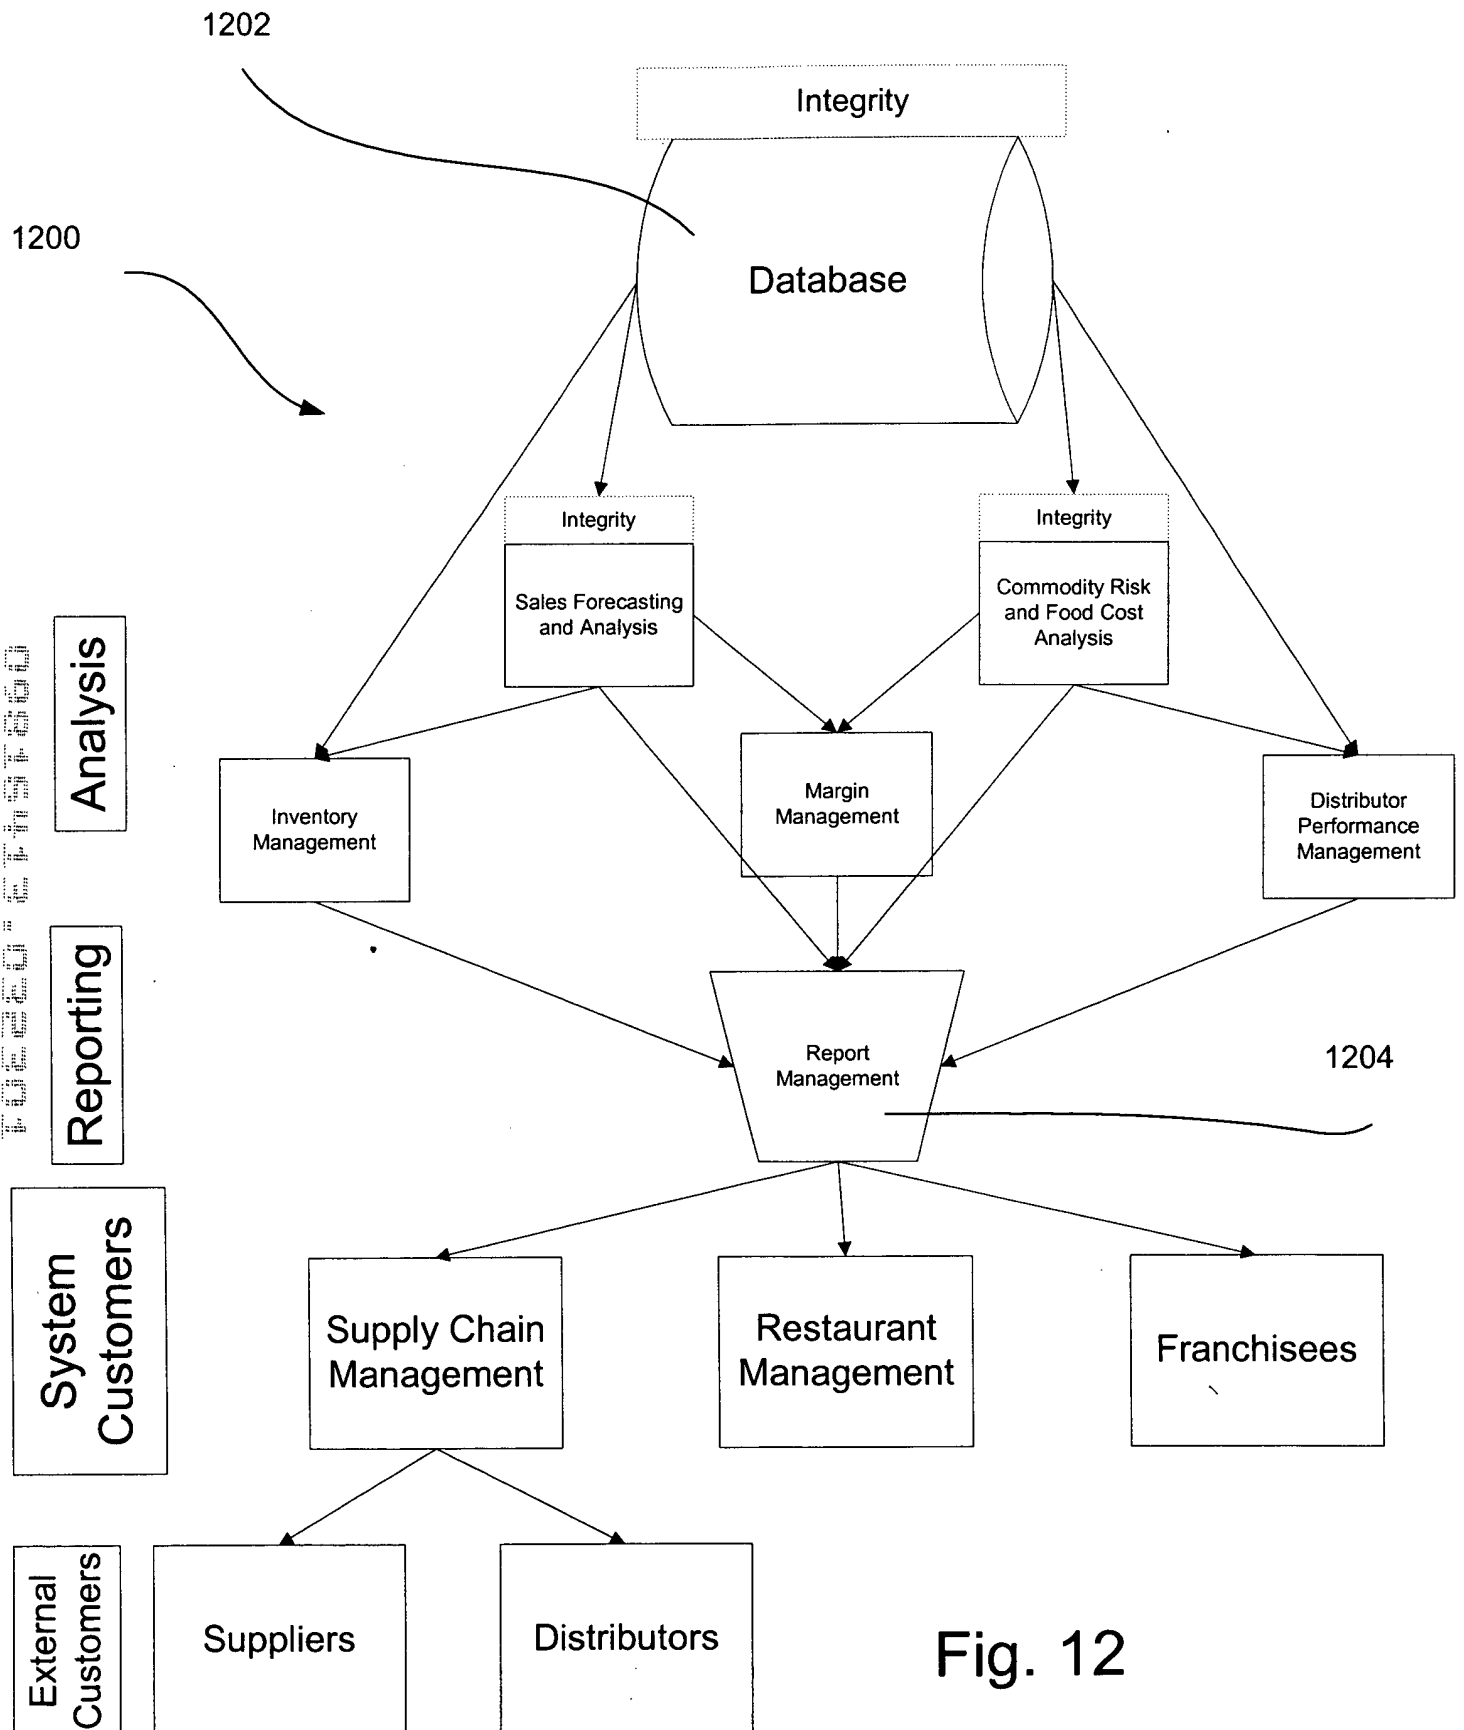 1202
Integrity
1200
Database
Integrity
Integrity
Sales Forecasting
and Analysis
Commodity Risk
and Food Cost
Analysis
Analysis
Inventory
Management
Margin
Management
Distributor
Performance
Management
Reporting
Report
Management
1204
System
Customers
Supply Chain
Management
Restaurant
Management
Franchisees
External
Customers
Suppliers
Distributors
Fig. 12